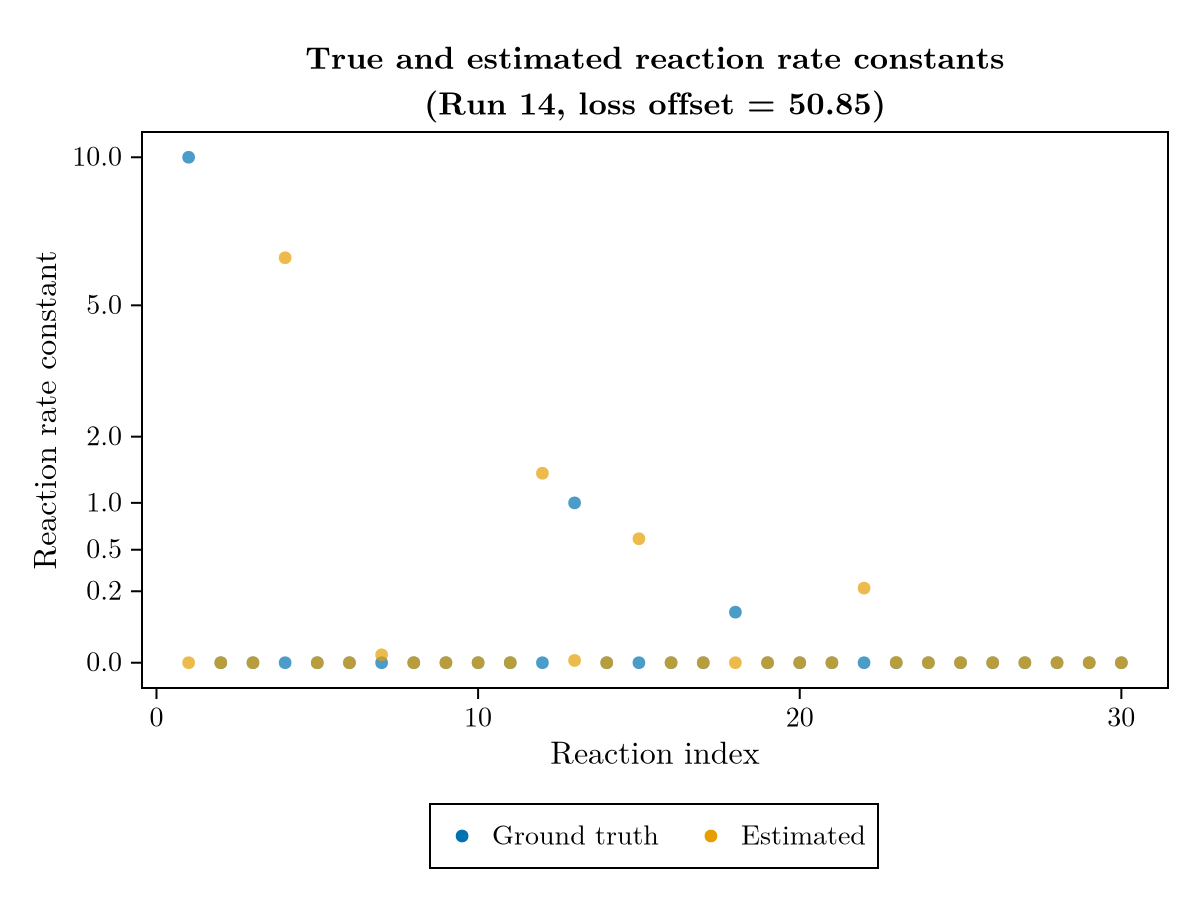 True and estimated reaction rate constants
(Run 14, loss offset = 50.85)
Reaction rate constant
10.0
5.0
2.0
1.0
0.5
0.2
0.0
0 10 20 30
Reaction index
Ground truth Estimated